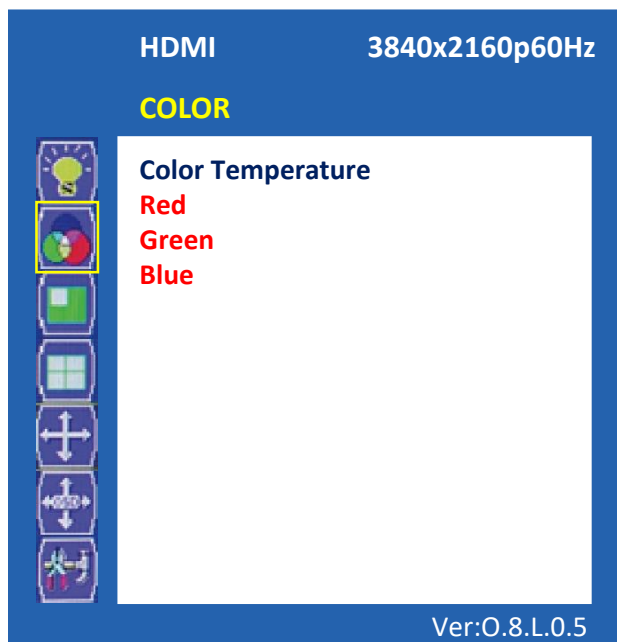 HDMI 3840x2160p60Hz
COLOR
Color Temperature
Red
Green
Blue
Ver:O.8.L.0.5